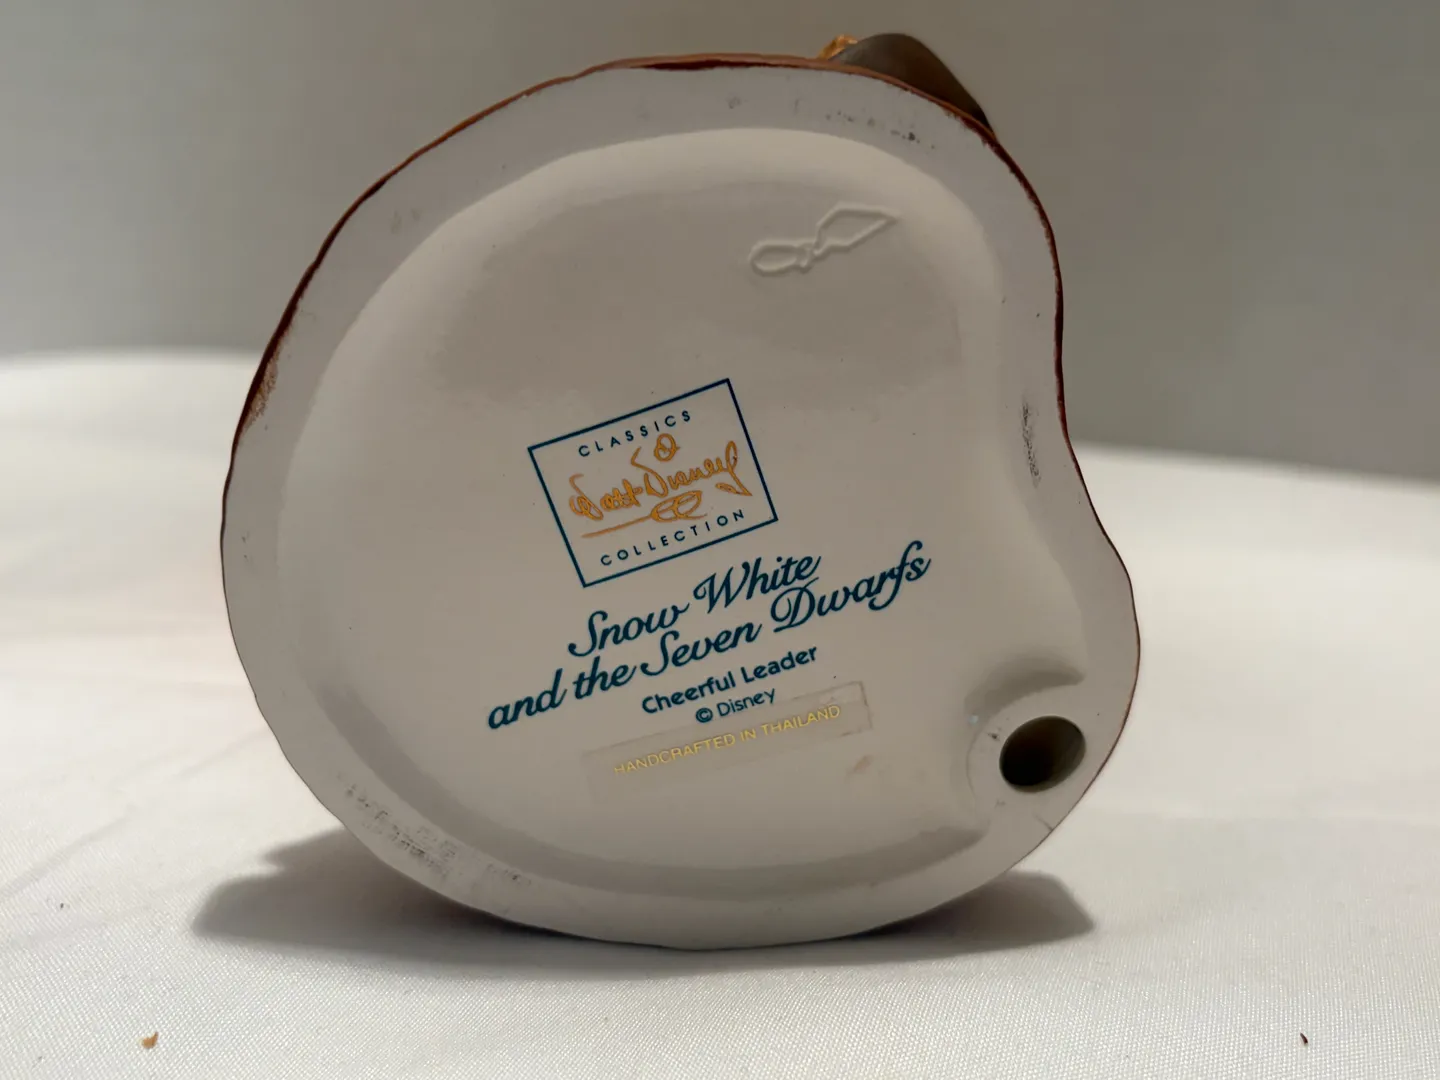 CLASSICS
Walt Disney
COLLECTION
Snow White
and the Seven Dwarfs
Cheerful Leader
© Disney
HANDCRAFTED IN THAILAND